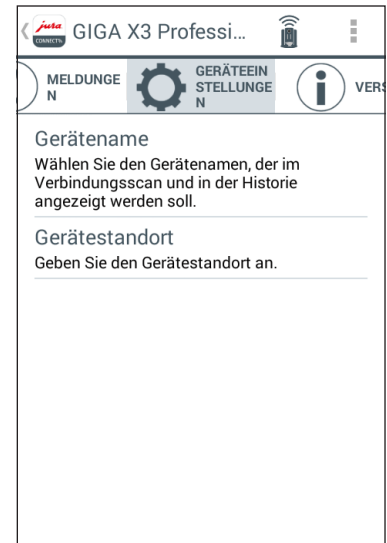 jura
CONNECT
GIGA X3 Professi...
MELDUNGE
N
GERÄTEEIN
STELLUNGE
N
VERS
Gerätename
Wählen Sie den Gerätenamen, der im
Verbindungsscan und in der Historie
angezeigt werden soll.
Gerätestandort
Geben Sie den Gerätestandort an.